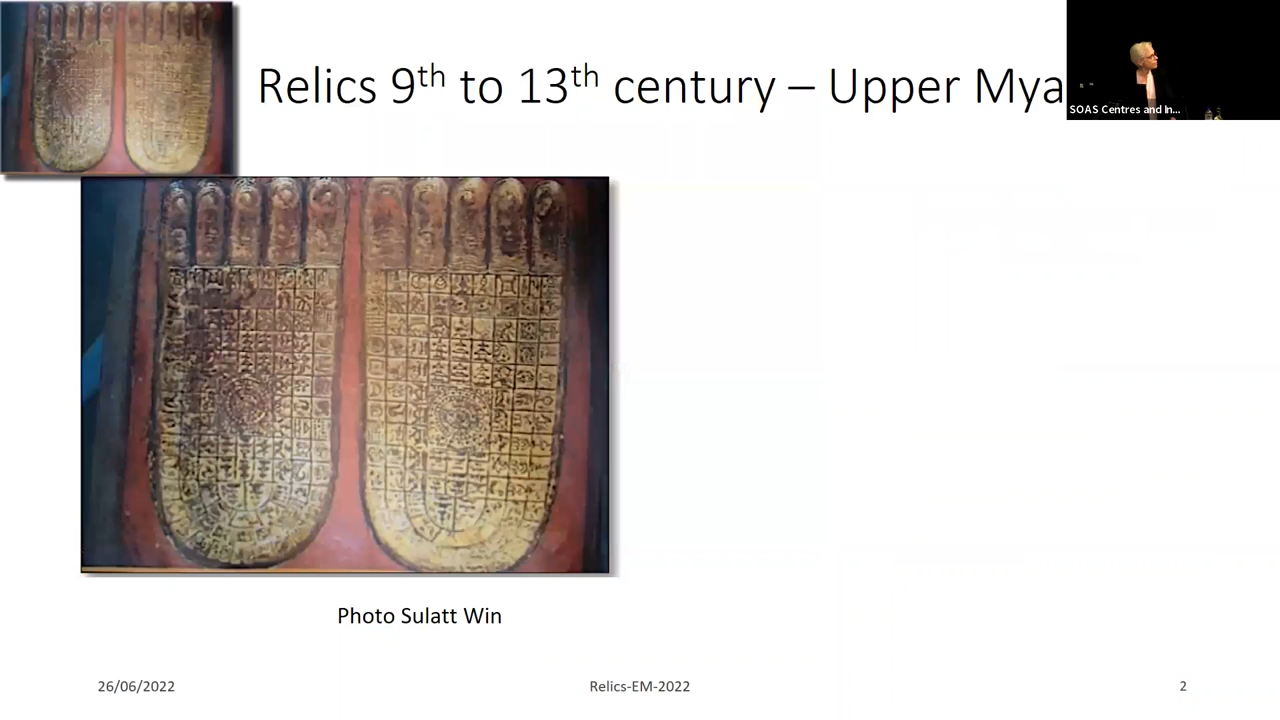 Relics 9th to 13th century – Upper Mya
SOAS Centres and In...
Photo Sulatt Win
26/06/2022
Relics-EM-2022
2